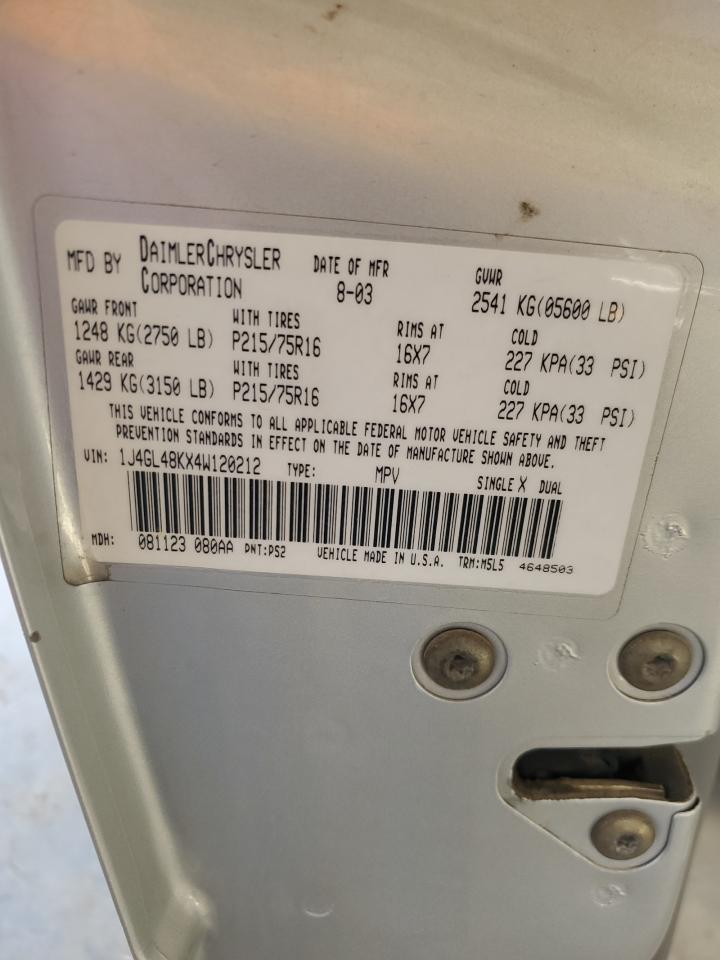 MFD BY DAIMLERCHRYSLER CORPORATION DATE OF MFR 8-03 GVWR 2541 KG(05600 LB)
GAWR FRONT WITH TIRES RIMS AT COLD
1248 KG(2750 LB) P215/75R16 16X7 227 KPA(33 PSI)
GAWR REAR WITH TIRES RIMS AT COLD
1429 KG(3150 LB) P215/75R16 16X7 227 KPA(33 PSI)
THIS VEHICLE CONFORMS TO ALL APPLICABLE FEDERAL MOTOR VEHICLE SAFETY AND THEFT
PREVENTION STANDARDS IN EFFECT ON THE DATE OF MANUFACTURE SHOWN ABOVE.
VIN: 1J4GL48KX4W120212 TYPE: MPV SINGLE X DUAL
MDH: 081123 080AA PNT:PS2 VEHICLE MADE IN U.S.A. TRM:M5L5 4648503